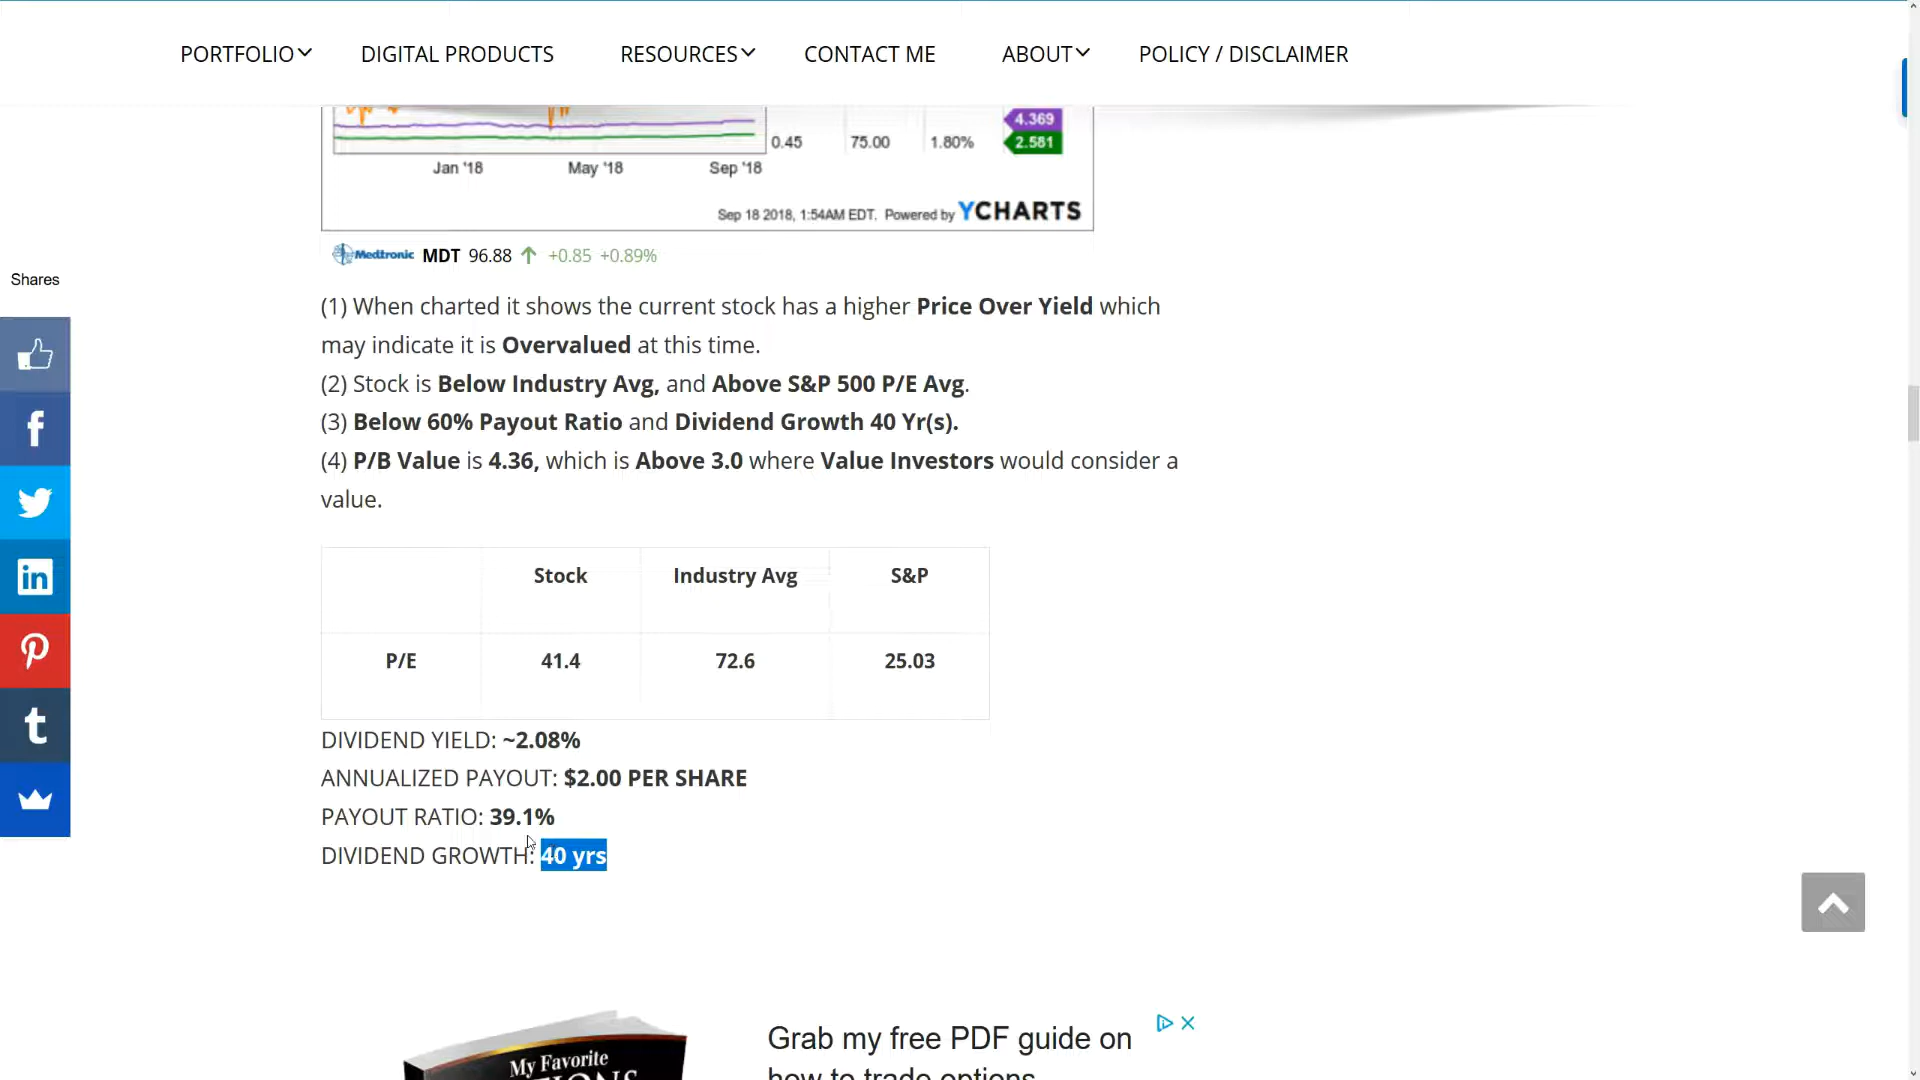 PORTFOLIO DIGITAL PRODUCTS RESOURCES CONTACT ME ABOUT POLICY / DISCLAIMER
4.369
0.45 75.00 1.80% 2.581
Jan '18 May '18 Sep '18
Sep 18 2018, 1:54AM EDT. Powered by YCHARTS
Medtronic MDT 96.88 +0.85 +0.89%
Shares
(1) When charted it shows the current stock has a higher Price Over Yield which
may indicate it is Overvalued at this time.
(2) Stock is Below Industry Avg, and Above S&P 500 P/E Avg.
(3) Below 60% Payout Ratio and Dividend Growth 40 Yr(s).
(4) P/B Value is 4.36, which is Above 3.0 where Value Investors would consider a
value.
Stock Industry Avg S&P
P/E 41.4 72.6 25.03
DIVIDEND YIELD: ~2.08%
ANNUALIZED PAYOUT: $2.00 PER SHARE
PAYOUT RATIO: 39.1%
DIVIDEND GROWTH: 40 yrs
My Favorite
Grab my free PDF guide on
how to trade options